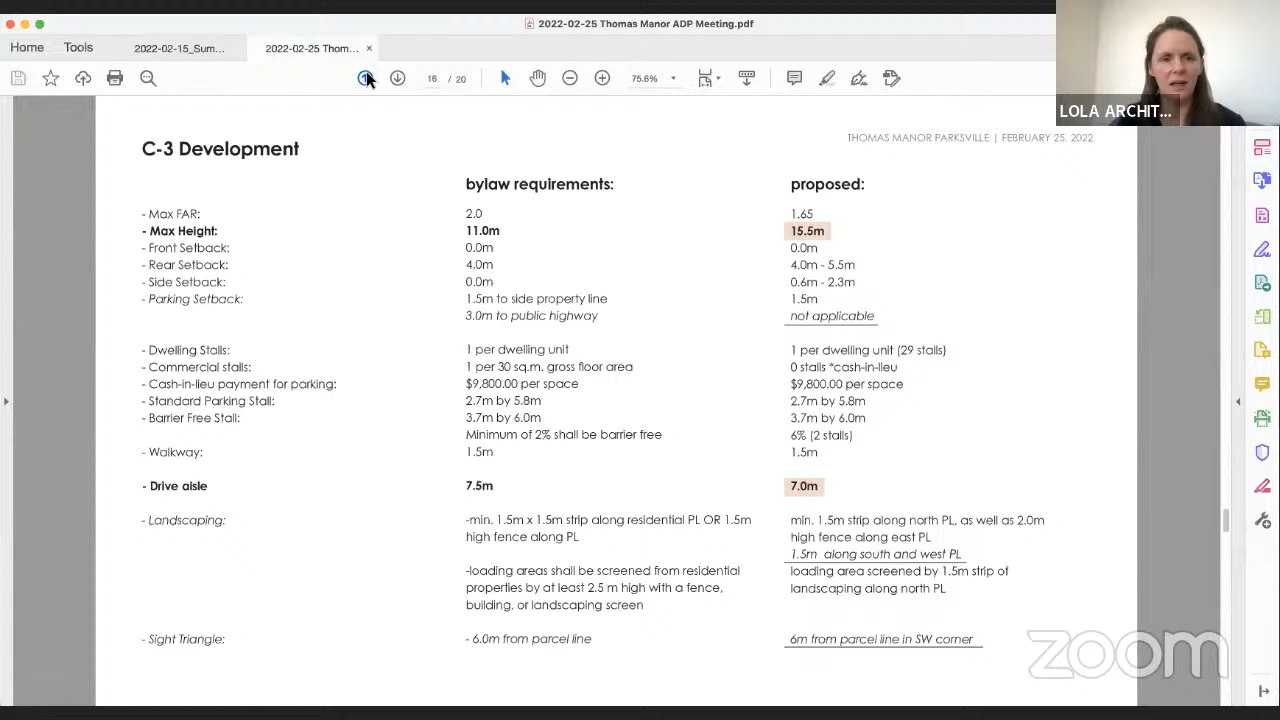 2022-02-25 Thomas Manor ADP Meeting.pdf
Home Tools 2022-02-15_Sum... 2022-02-25 Thom... ×
16 / 20 75.6%
LOLA ARCHIT...
THOMAS MANOR PARKSVILLE | FEBRUARY 25, 2022
C-3 Development
bylaw requirements: proposed:
- Max FAR: 2.0 1.65
- Max Height: 11.0m 15.5m
- Front Setback: 0.0m 0.0m
- Rear Setback: 4.0m 4.0m - 5.5m
- Side Setback: 0.0m 0.6m - 2.3m
- Parking Setback: 1.5m to side property line 1.5m
3.0m to public highway not applicable
- Dwelling Stalls: 1 per dwelling unit 1 per dwelling unit (29 stalls)
- Commercial stalls: 1 per 30 sq.m. gross floor area 0 stalls *cash-in-lieu
- Cash-in-lieu payment for parking: $9,800.00 per space $9,800.00 per space
- Standard Parking Stall: 2.7m by 5.8m 2.7m by 5.8m
- Barrier Free Stall: 3.7m by 6.0m 3.7m by 6.0m
Minimum of 2% shall be barrier free 6% (2 stalls)
- Walkway: 1.5m 1.5m
- Drive aisle 7.5m 7.0m
- Landscaping: -min. 1.5m x 1.5m strip along residential PL OR 1.5m min. 1.5m strip along north PL, as well as 2.0m
high fence along PL high fence along east PL
1.5m along south and west PL
-loading areas shall be screened from residential loading area screened by 1.5m strip of
properties by at least 2.5 m high with a fence, landscaping along north PL
building, or landscaping screen
- Sight Triangle: - 6.0m from parcel line 6m from parcel line in SW corner
zoom